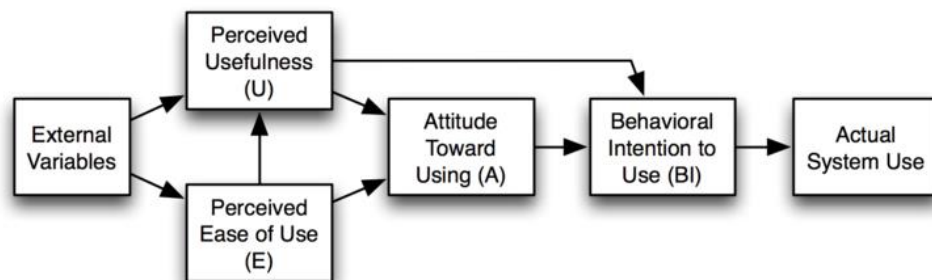 External
Variables
Perceived
Usefulness
(U)
Perceived
Ease of Use
(E)
Attitude
Toward
Using (A)
Behavioral
Intention to
Use (BI)
Actual
System Use